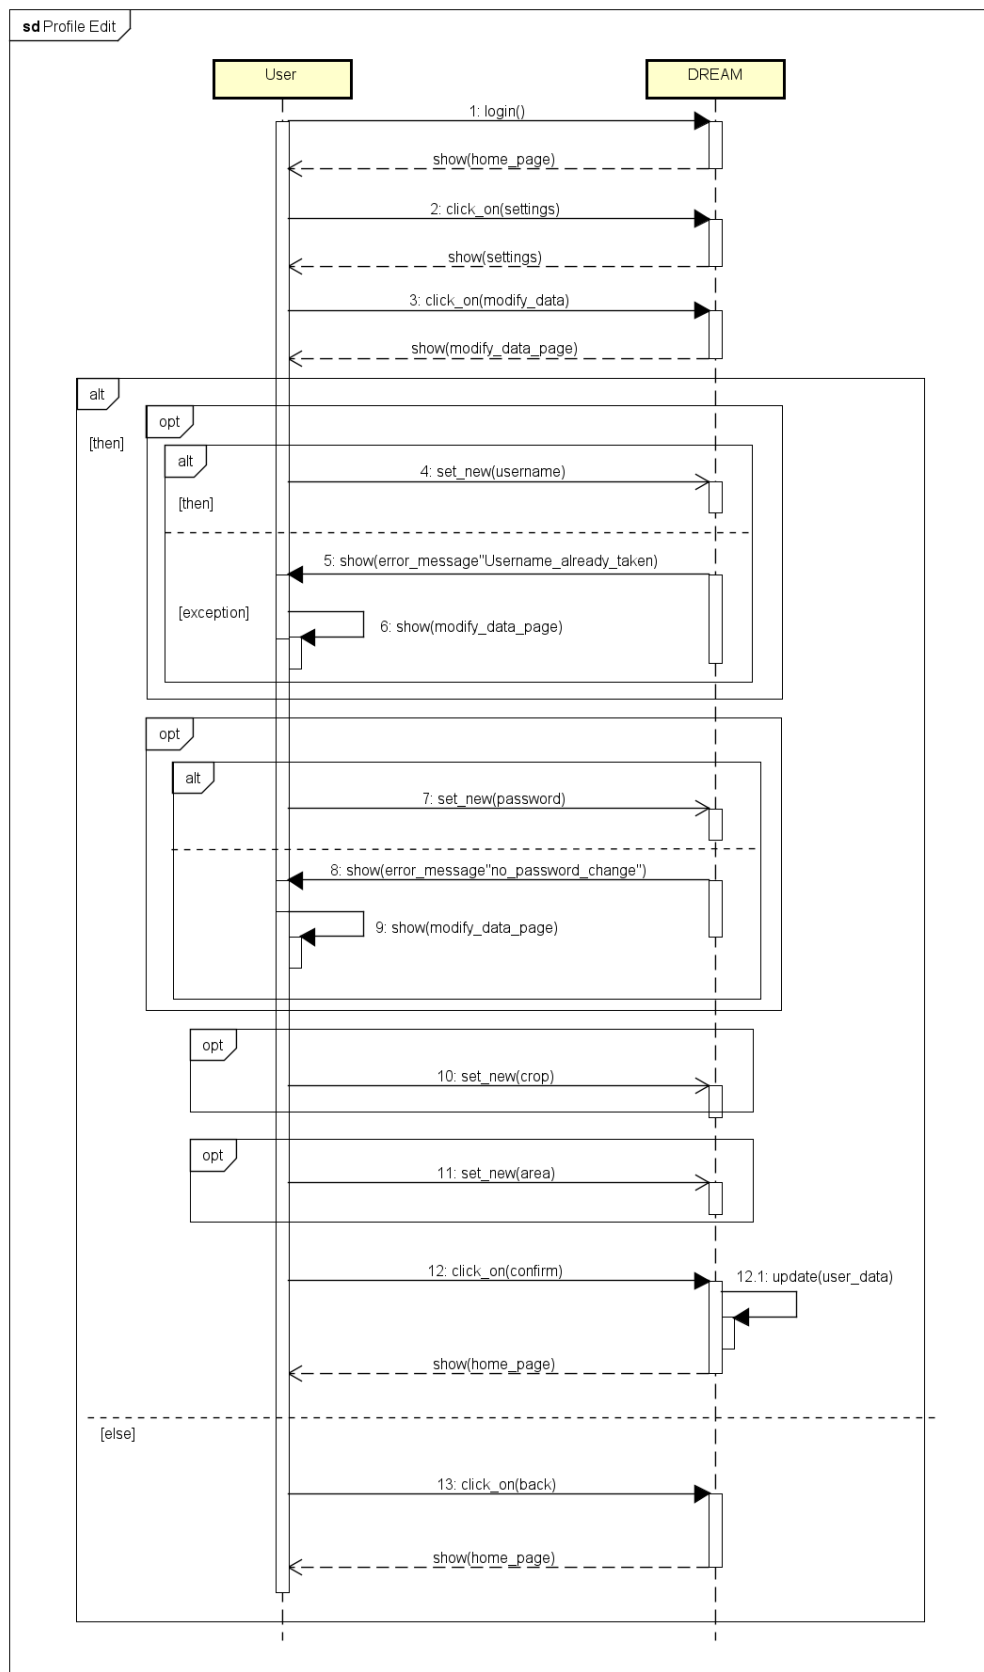 sd Profile Edit
User
DREAM
1: login()
show(home_page)
2: click_on(settings)
show(settings)
3: click_on(modify_data)
show(modify_data_page)
alt
opt
[then]
alt
4: set_new(username)
[then]
5: show(error_message"Username_already_taken)
[exception]
6: show(modify_data_page)
opt
alt
7: set_new(password)
8: show(error_message"no_password_change")
9: show(modify_data_page)
opt
10: set_new(crop)
opt
11: set_new(area)
12: click_on(confirm)
12.1: update(user_data)
show(home_page)
[else]
13: click_on(back)
show(home_page)